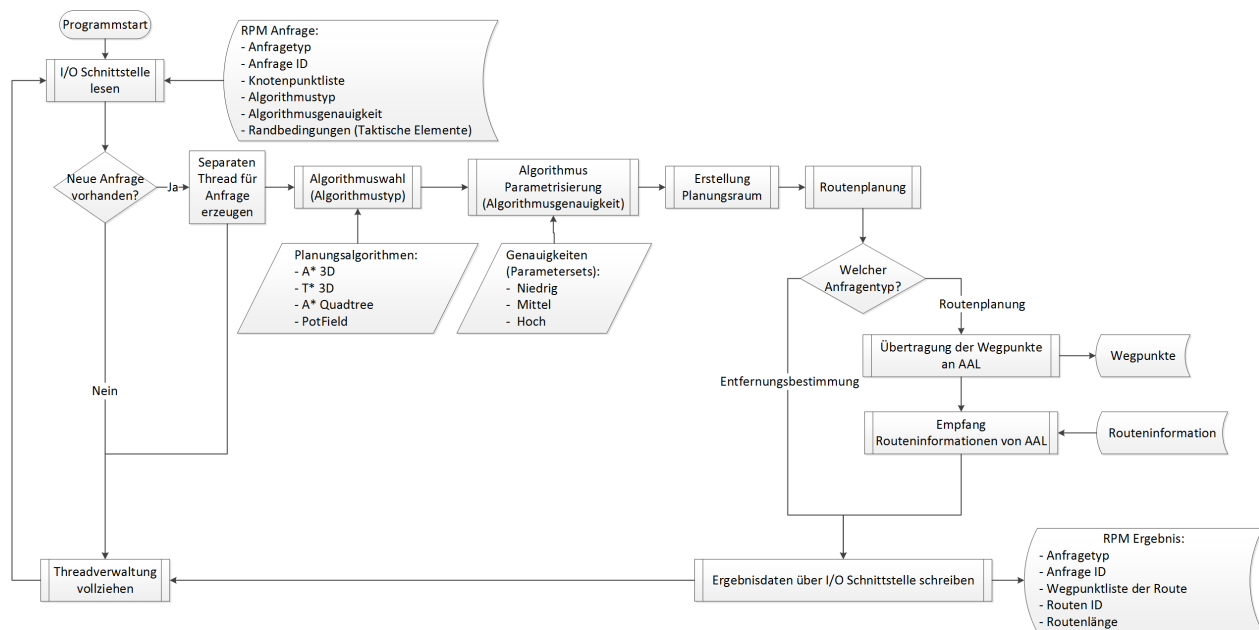 Programmstart
I/O Schnittstelle
lesen
RPM Anfrage:
- Anfragetyp
- Anfrage ID
- Knotenpunktliste
- Algorithmustyp
- Algorithmusgenauigkeit
- Randbedingungen (Taktische Elemente)
Neue Anfrage
vorhanden?
Ja
Separaten
Thread für
Anfrage
erzeugen
Algorithmuswahl
(Algorithmustyp)
Algorithmus
Parametrisierung
(Algorithmusgenauigkeit)
Erstellung
Planungsraum
Routenplanung
Planungsalgorithmen:
- A* 3D
- T* 3D
- A* Quadtree
- PotField
Genauigkeiten
(Parametersets):
- Niedrig
- Mittel
- Hoch
Welcher
Anfragentyp?
Routenplanung
Übertragung der Wegpunkte
an AAL
Wegpunkte
Entfernungsbestimmung
Nein
Empfang
Routeninformationen von AAL
Routeninformation
Threadverwaltung
vollziehen
Ergebnisdaten über I/O Schnittstelle schreiben
RPM Ergebnis:
- Anfragetyp
- Anfrage ID
- Wegpunktliste der Route
- Routen ID
- Routenlänge